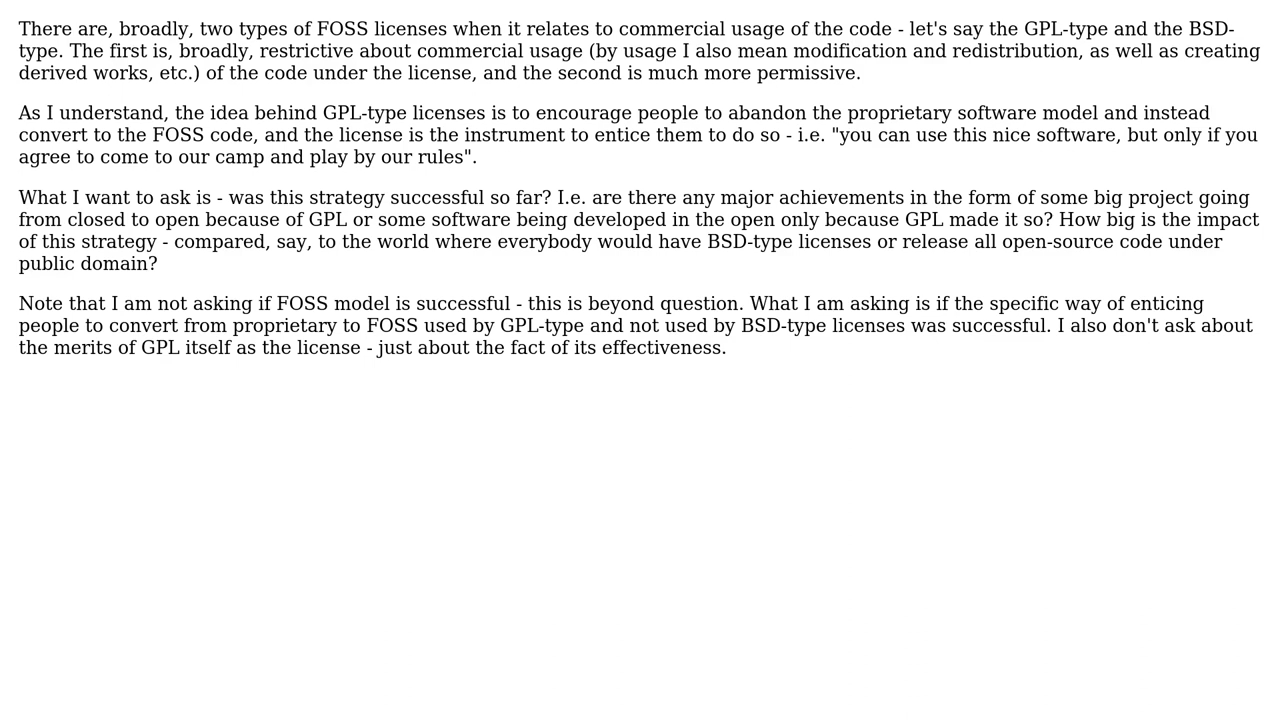 There are, broadly, two types of FOSS licenses when it relates to commercial usage of the code - let's say the GPL-type and the BSD-
type. The first is, broadly, restrictive about commercial usage (by usage I also mean modification and redistribution, as well as creating
derived works, etc.) of the code under the license, and the second is much more permissive.
As I understand, the idea behind GPL-type licenses is to encourage people to abandon the proprietary software model and instead
convert to the FOSS code, and the license is the instrument to entice them to do so - i.e. "you can use this nice software, but only if you
agree to come to our camp and play by our rules".
What I want to ask is - was this strategy successful so far? I.e. are there any major achievements in the form of some big project going
from closed to open because of GPL or some software being developed in the open only because GPL made it so? How big is the impact
of this strategy - compared, say, to the world where everybody would have BSD-type licenses or release all open-source code under
public domain?
Note that I am not asking if FOSS model is successful - this is beyond question. What I am asking is if the specific way of enticing
people to convert from proprietary to FOSS used by GPL-type and not used by BSD-type licenses was successful. I also don't ask about
the merits of GPL itself as the license - just about the fact of its effectiveness.